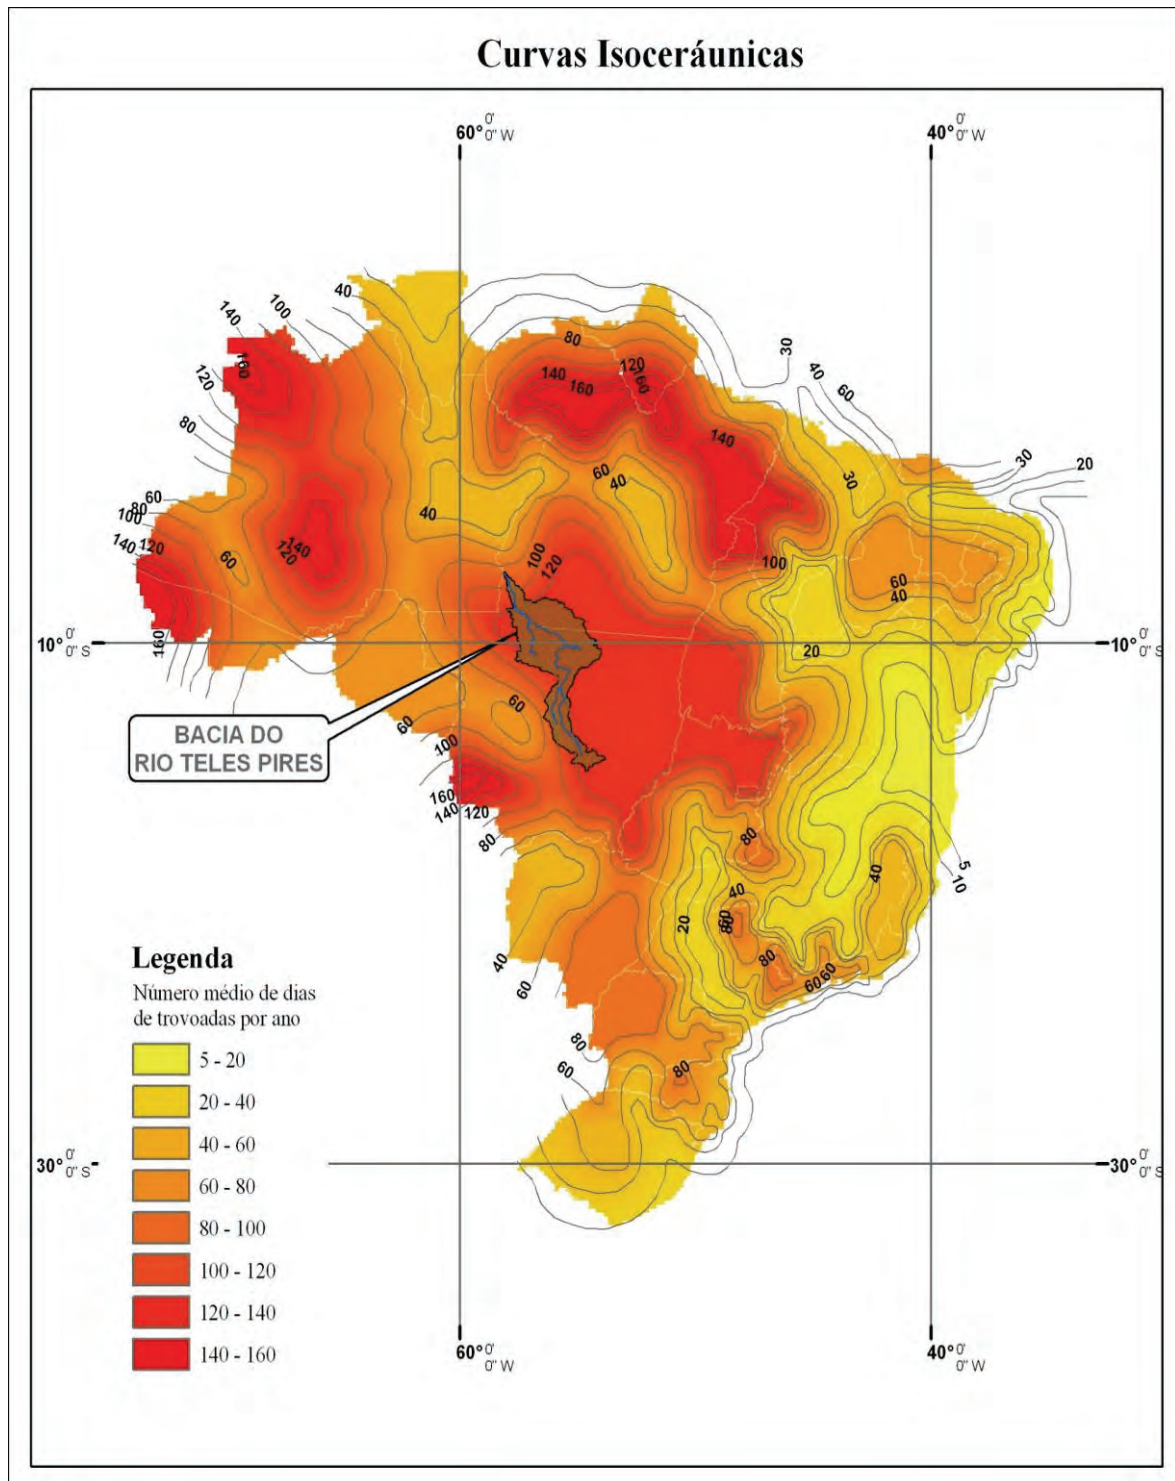 Curvas Isoceráunicas
60° 0' 0" W
40° 0' 0" W
40
100
140
160
120
80
80
140
160
120
160
30
40
60
140
30
30
20
60
40
60
80
100
140
120
40
60
140
120
100
120
100
60
40
160
10° 0' 0" S
10° 0' 0" S
20
BACIA DO
RIO TELES PIRES
60
60
100
160
140
120
80
80
5
10
40
40
20
60
80
80
60
60
40
60
80
60
80
Legenda
Número médio de dias
de trovoadas por ano
5 - 20
20 - 40
40 - 60
60 - 80
80 - 100
100 - 120
120 - 140
140 - 160
30° 0' 0" S
30° 0' 0" S
60° 0' 0" W
40° 0' 0" W